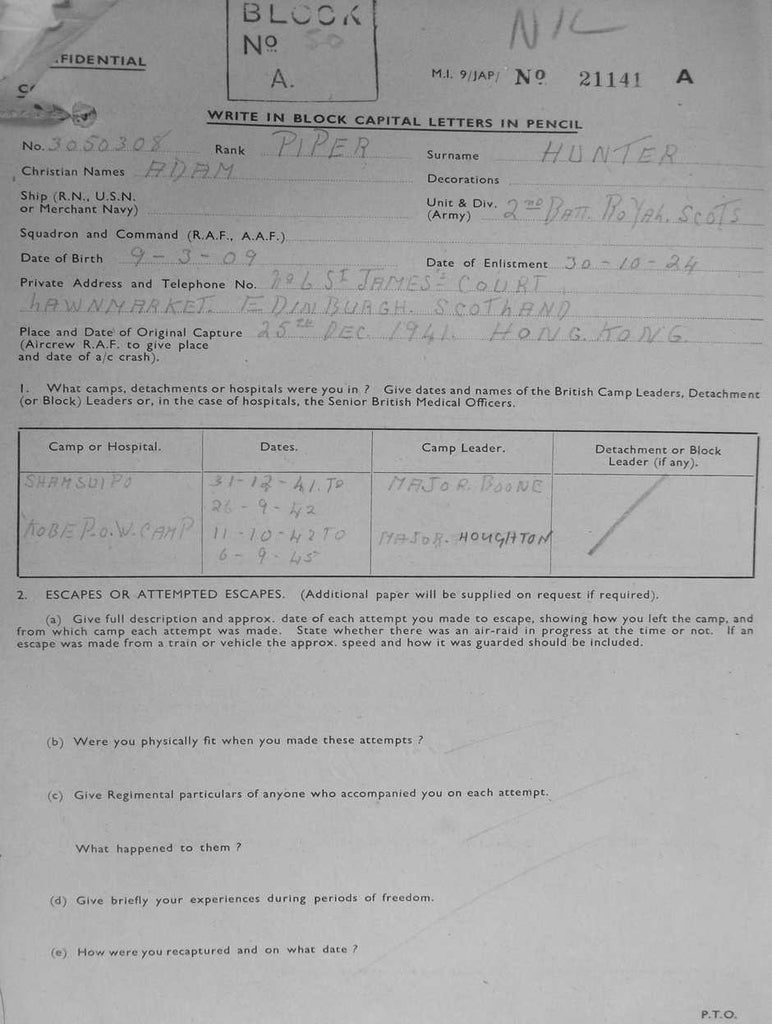 BLOCK
Nº 50
A.
NIL
FIDENTIAL
M.I. 9/JAP/ Nº 21141 A
WRITE IN BLOCK CAPITAL LETTERS IN PENCIL
No. 3050308 Rank PIPER Surname HUNTER
Christian Names ADAM Decorations
Ship (R.N., U.S.N. or Merchant Navy) Unit & Div. (Army) 2ND BATT. ROYAL. SCOTS
Squadron and Command (R.A.F., A.A.F.)
Date of Birth 9-3-09 Date of Enlistment 30-10-24
Private Address and Telephone No. ST JAMES'S COURT
LAWNMARKET. EDINBURGH. SCOTLAND
Place and Date of Original Capture 25TH DEC. 1941. HONG. KONG.
(Aircrew R.A.F. to give place
and date of a/c crash).
1. What camps, detachments or hospitals were you in ? Give dates and names of the British Camp Leaders, Detachment
(or Block) Leaders or, in the case of hospitals, the Senior British Medical Officers.
Camp or Hospital. Dates. Camp Leader. Detachment or Block
Leader (if any).
SHAMSUIPO 31-12-41. TO MAJOR. BOONE
26-9-42
KOBE P.O.W. CAMP 11-10-42 TO MAJOR. HOUGHTON
6-9-45
2. ESCAPES OR ATTEMPTED ESCAPES. (Additional paper will be supplied on request if required).
(a) Give full description and approx. date of each attempt you made to escape, showing how you left the camp, and
from which camp each attempt was made. State whether there was an air-raid in progress at the time or not. If an
escape was made from a train or vehicle the approx. speed and how it was guarded should be included.
(b) Were you physically fit when you made these attempts ?
(c) Give Regimental particulars of anyone who accompanied you on each attempt.
What happened to them ?
(d) Give briefly your experiences during periods of freedom.
(e) How were you recaptured and on what date ?
P.T.O.